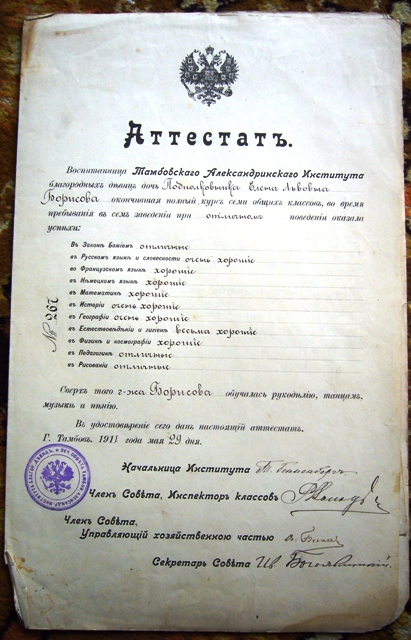 Аттестатъ.
Воспитанница Тамбовскаго Александринскаго Института
благородныхъ дѣвицъ дочь Подполковника Елена Львовна
Борисова окончившая полный курсъ семи общихъ классовъ, во время
пребыванія въ семъ заведеніи при отличномъ поведеніи оказала
успѣхи:
въ Законѣ Божіемъ отличные
въ Русскомъ языкѣ и словесности очень хорошіе
во Французскомъ языкѣ хорошіе
въ Нѣмецкомъ языкѣ хорошіе
въ Математикѣ хорошіе
въ Исторіи очень хорошіе
въ Географіи очень хорошіе
въ Естествовѣдѣніи и гигіенѣ весьма хорошіе
въ Физикѣ и космографіи хорошіе
въ Педагогикѣ отличные
въ Рисованіи отличные
№ 267
Сверхъ того г-жа Борисова обучалась рукодѣлію, танцамъ,
музыкѣ и пѣнію.
Въ удостовѣреніе сего данъ настоящій аттестатъ.
Г. Тамбовъ, 1911 года мая 29 дня.
Начальница Института
Членъ Совѣта, Инспекторъ классовъ
Членъ Совѣта,
Управляющій хозяйственною частью
Секретарь Совѣта